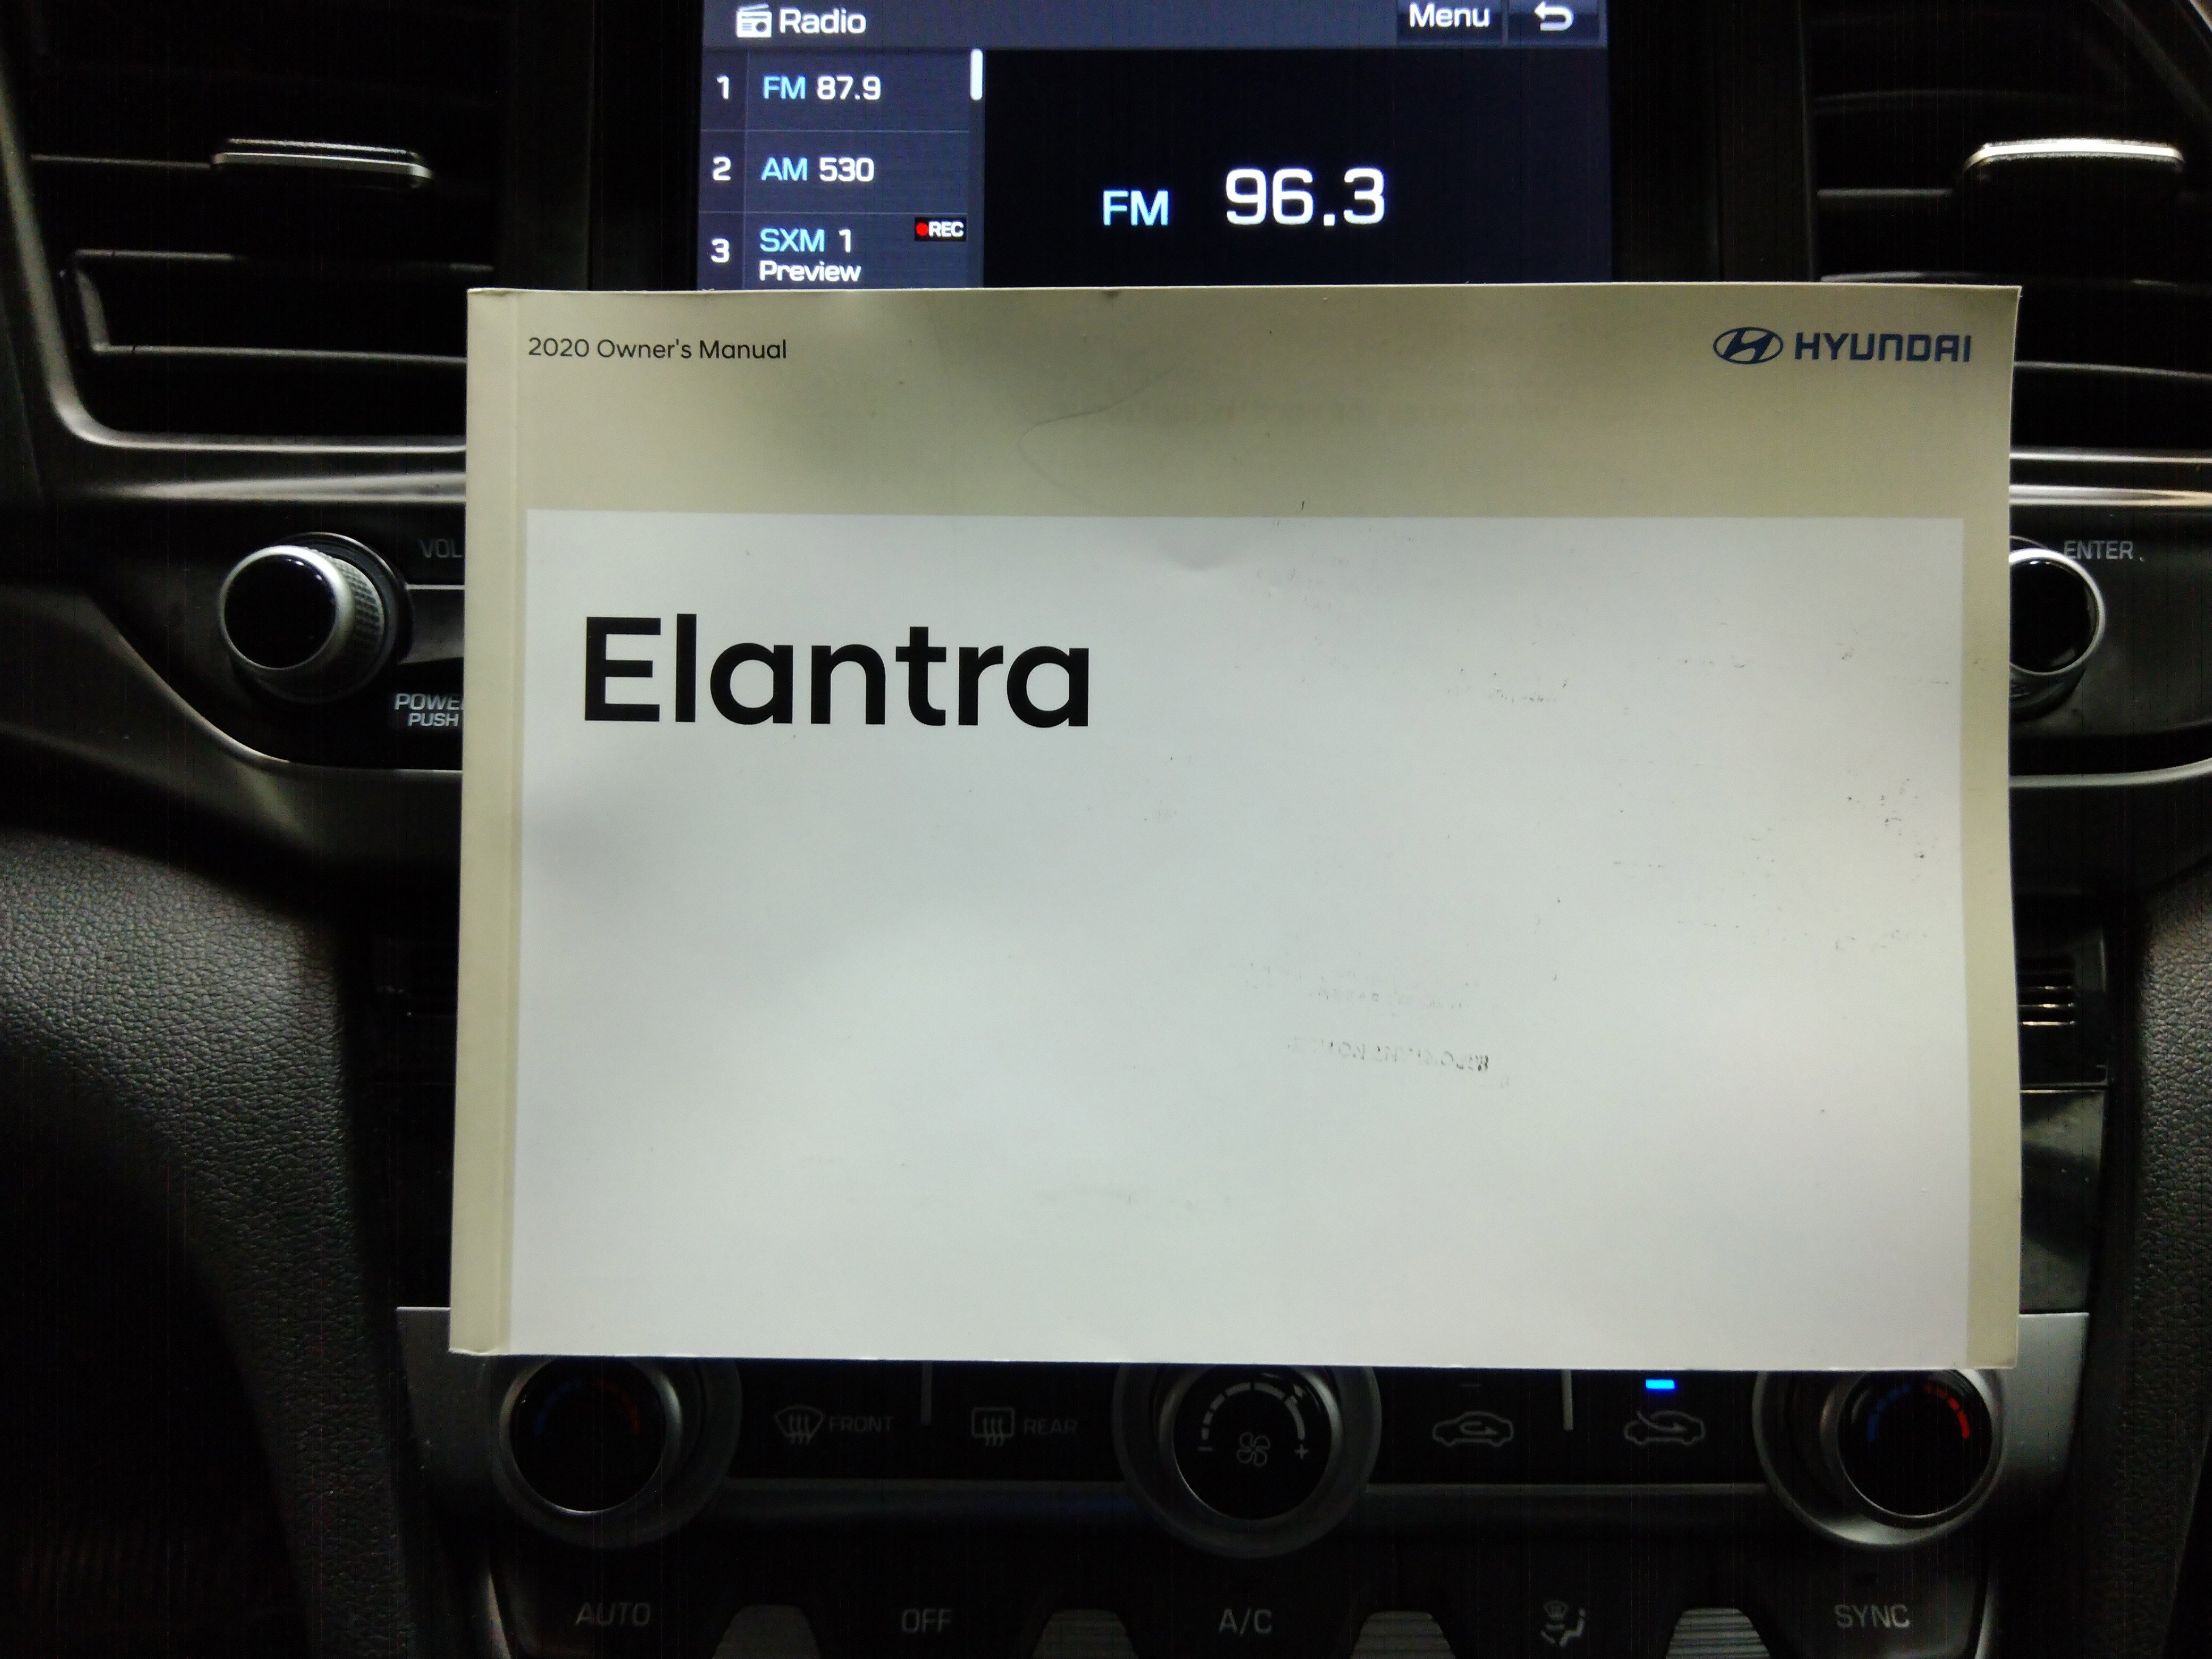 Radio
Menu
1 FM 87.9
2 AM 530
3 SXM 1 REC
Preview
FM 96.3
2020 Owner's Manual
HYUNDAI
VOL
ENTER
POWE
PUSH
Elantra
FRONT
REAR
- +
AUTO
OFF
A/C
SYNC